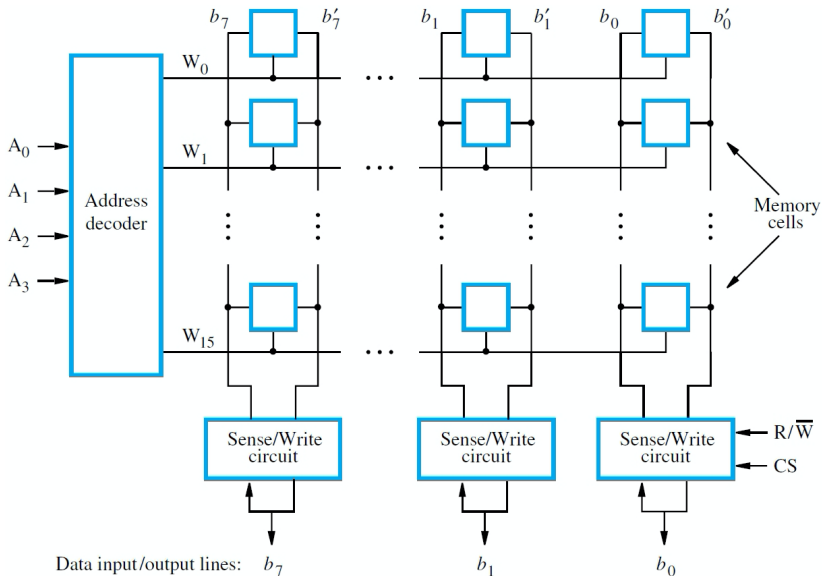 b₇ b′₇ b₁ b′₁ b₀ b′₀
W₀
• • •
A₀
W₁
• • •
A₁
Address
decoder
Memory
cells
A₂
A₃
W₁₅
• • •
Sense/Write
circuit
Sense/Write
circuit
Sense/Write
circuit
R/W̅
CS
Data input/output lines: b₇ b₁ b₀